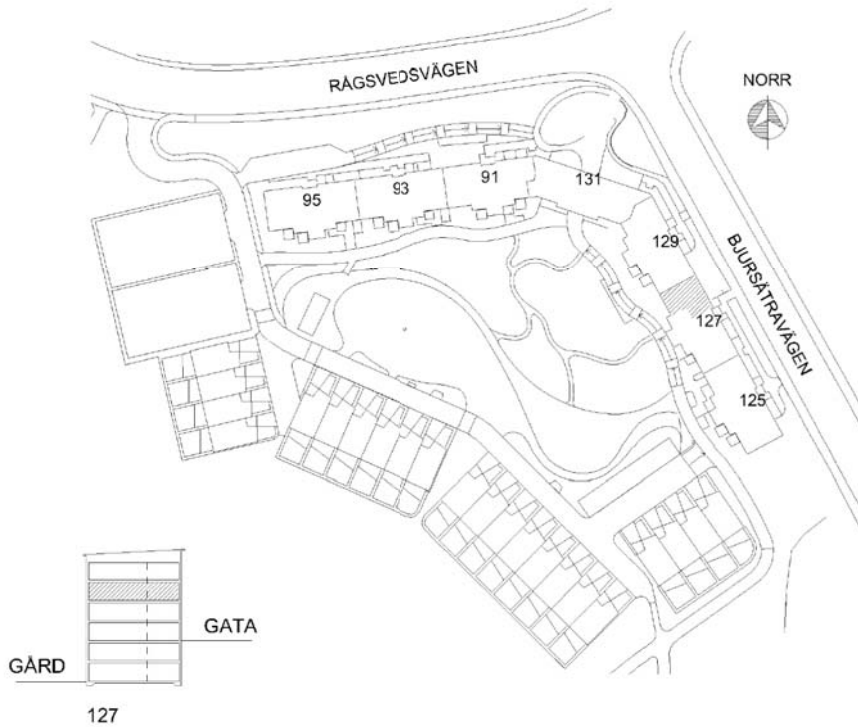 RÅGSVEDSVÄGEN
NORR
95
93
91
131
129
BJURSÄTRAVÄGEN
127
125
GATA
GÅRD
127